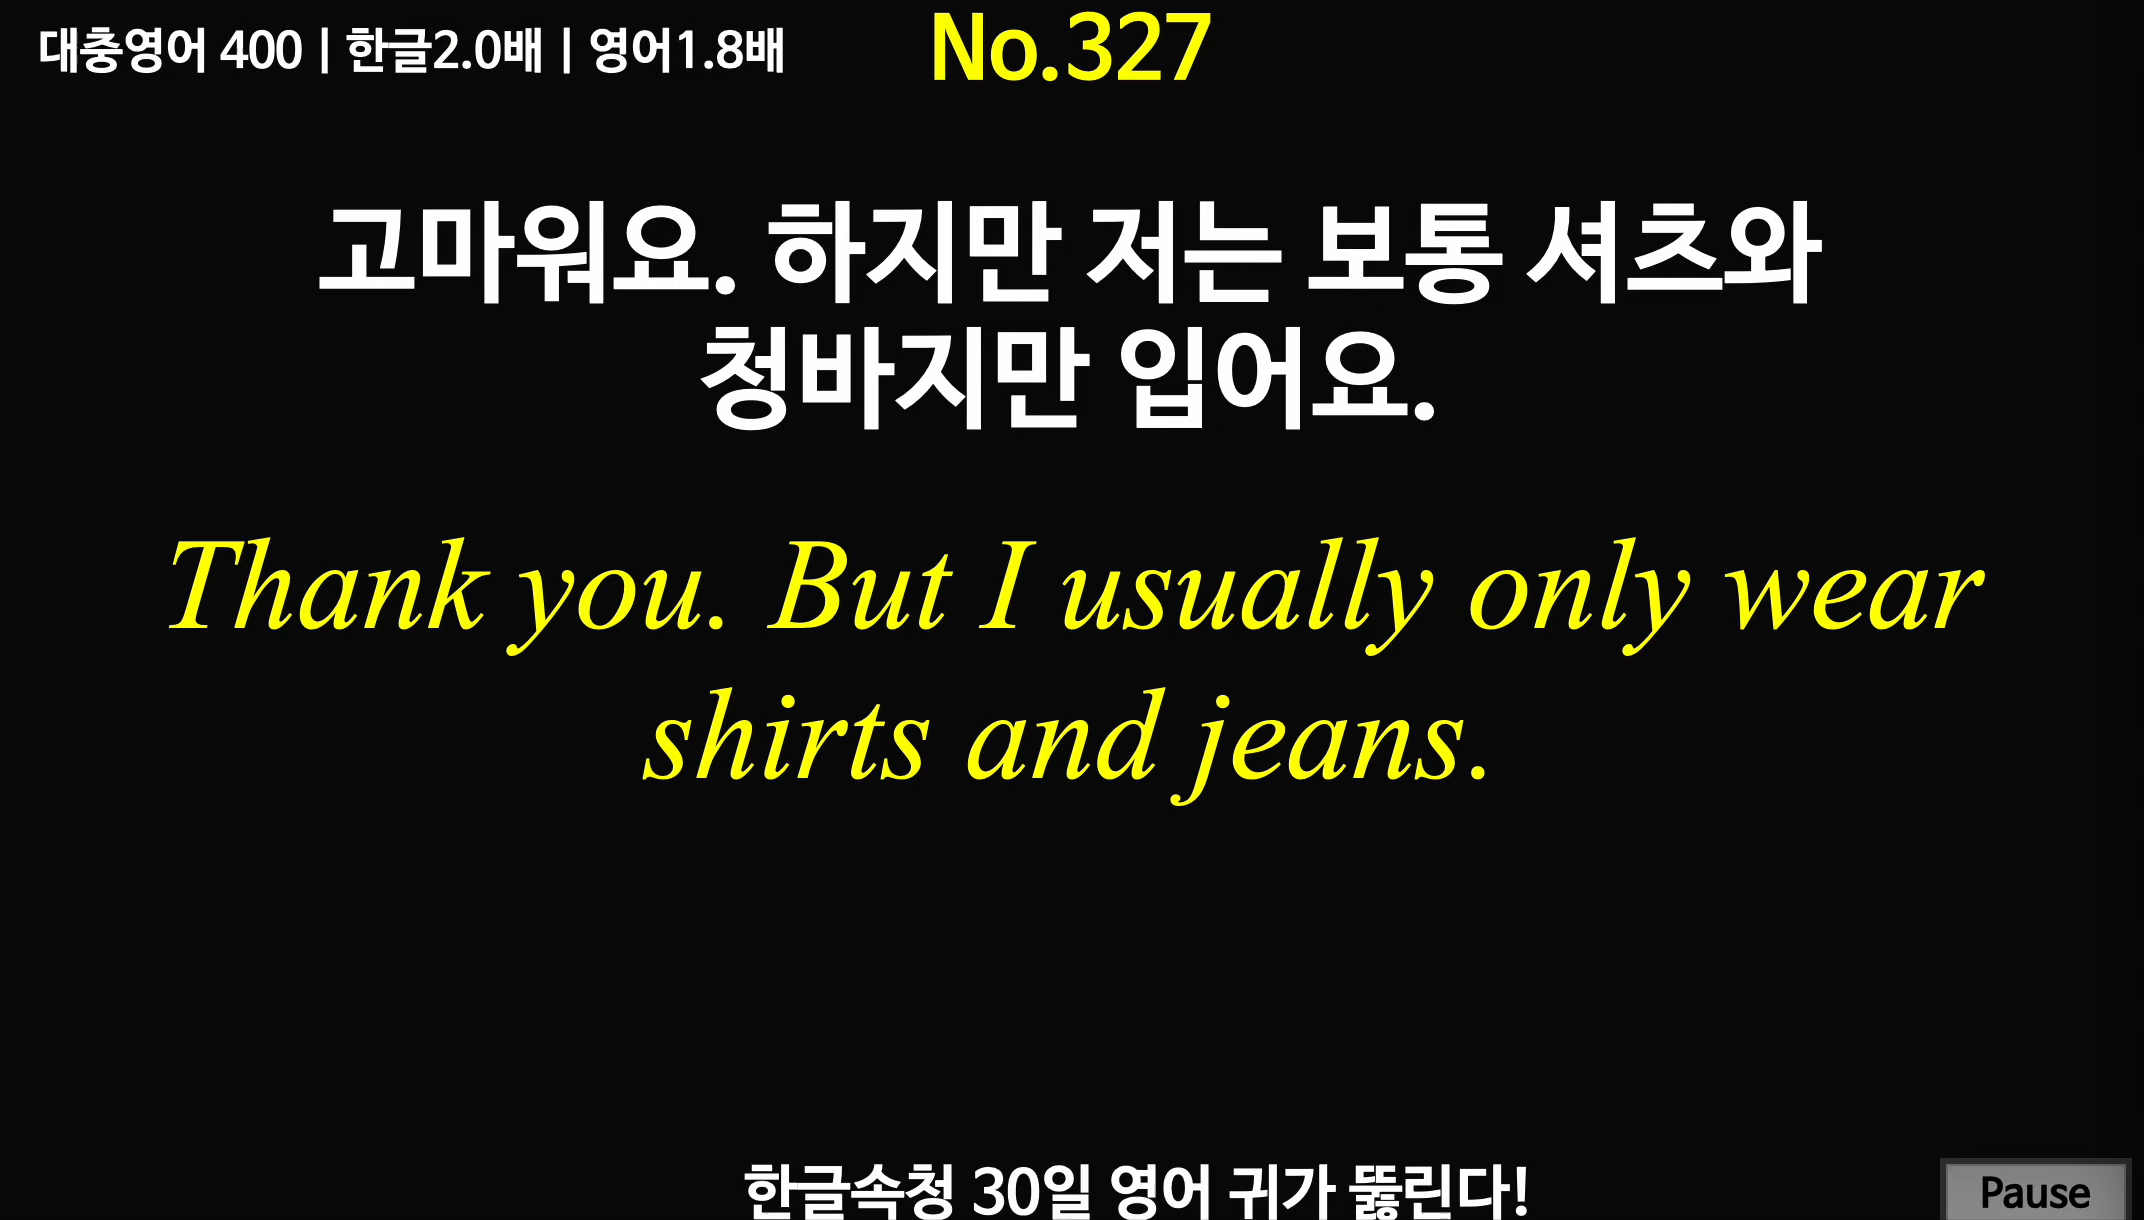 대충영어 400 | 한글2.0배 | 영어1.8배
No.327
고마워요. 하지만 저는 보통 셔츠와
청바지만 입어요.
Thank you. But I usually only wear
shirts and jeans.
한글속청 30일 영어 귀가 뚫린다!
Pause